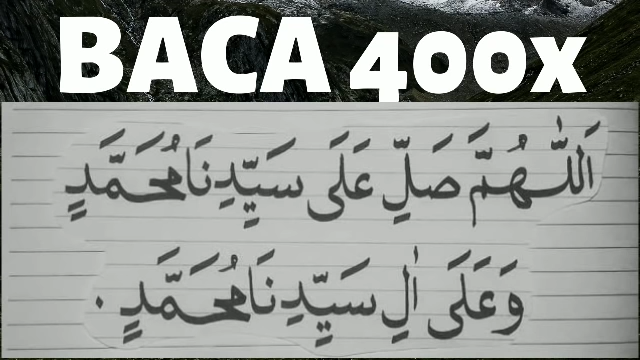 BACA 400x
اَللّٰهُمَّ صَلِّ عَلَى سَيِّدِنَا مُحَمَّدٍ
وَعَلَى اٰلِ سَيِّدِنَا مُحَمَّدٍ .